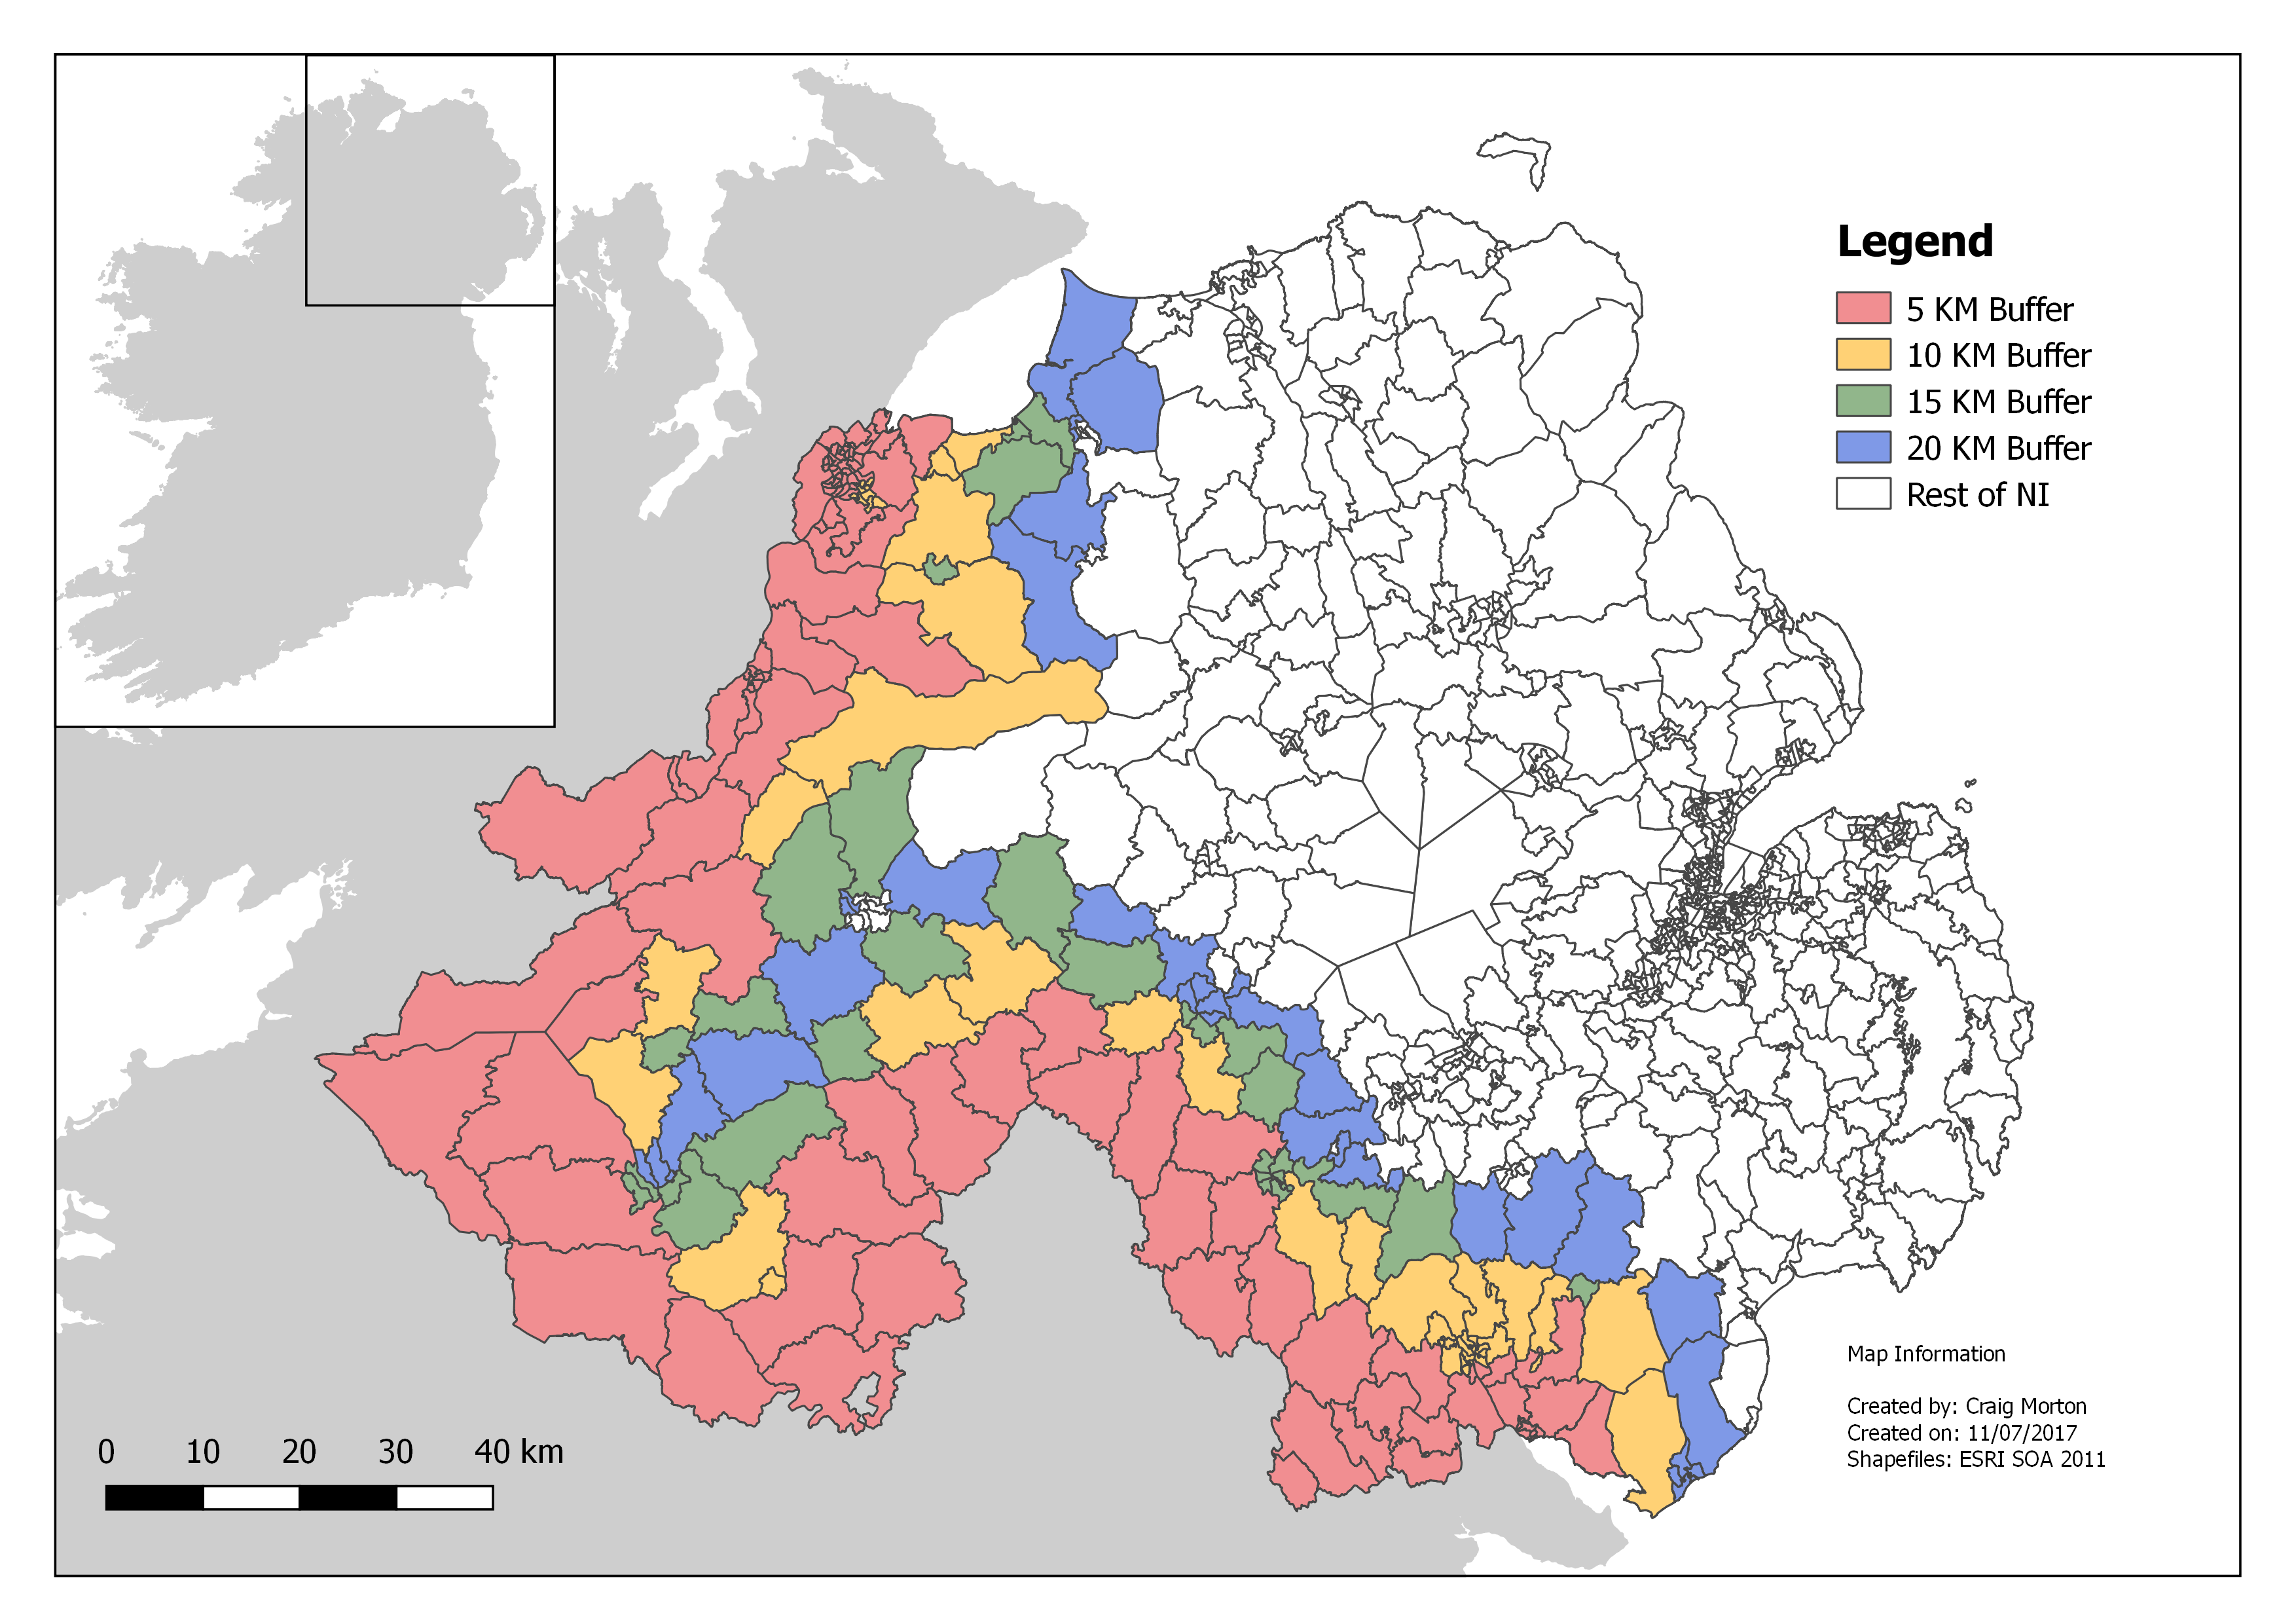 Legend
5 KM Buffer
10 KM Buffer
15 KM Buffer
20 KM Buffer
Rest of NI
Map Information
Created by: Craig Morton
Created on: 11/07/2017
Shapefiles: ESRI SOA 2011
0 10 20 30 40 km